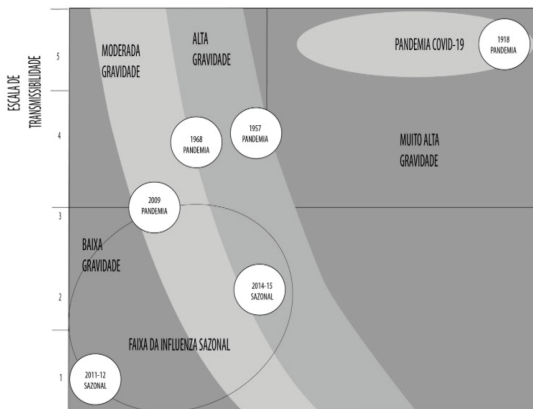 ESCALA DE
TRANSMISSIBILIDADE
5
4
3
2
1
MODERADA
GRAVIDADE
ALTA
GRAVIDADE
PANDEMIA COVID-19
1918
PANDEMIA
1968
PANDEMIA
1957
PANDEMIA
MUITO ALTA
GRAVIDADE
2009
PANDEMIA
BAIXA
GRAVIDADE
2014-15
SAZONAL
FAIXA DA INFLUENZA SAZONAL
2011-12
SAZONAL